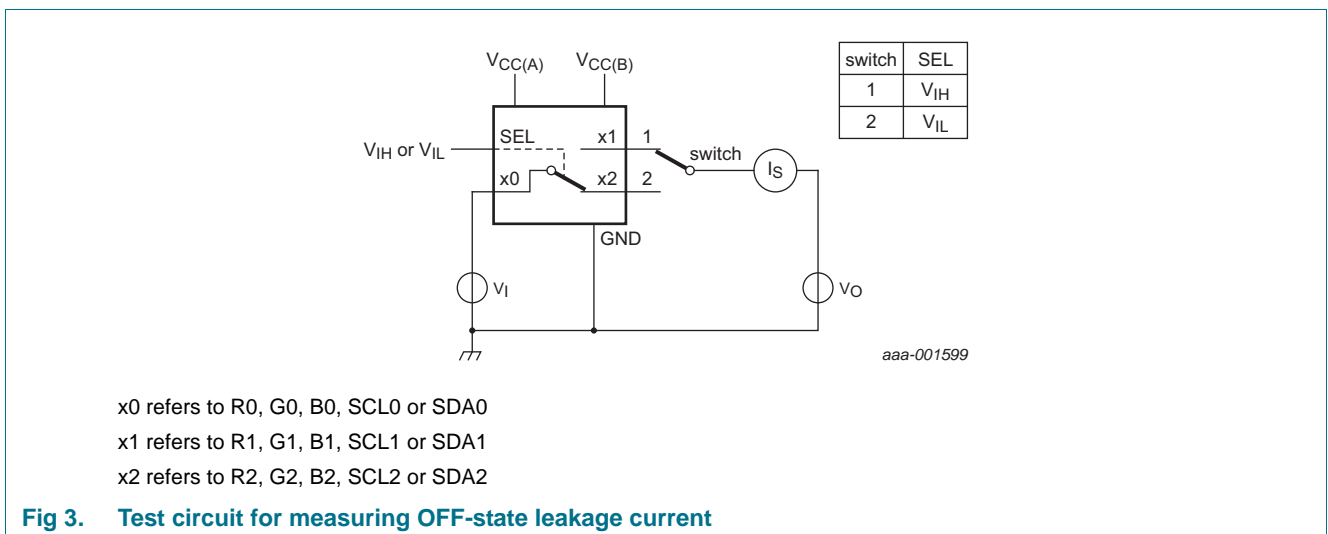 VCC(A) VCC(B)
switch SEL
1 VIH
2 VIL
VIH or VIL
SEL x1 1
switch
IS
x0 x2 2
GND
VI
VO
aaa-001599
x0 refers to R0, G0, B0, SCL0 or SDA0
x1 refers to R1, G1, B1, SCL1 or SDA1
x2 refers to R2, G2, B2, SCL2 or SDA2
Fig 3. Test circuit for measuring OFF-state leakage current